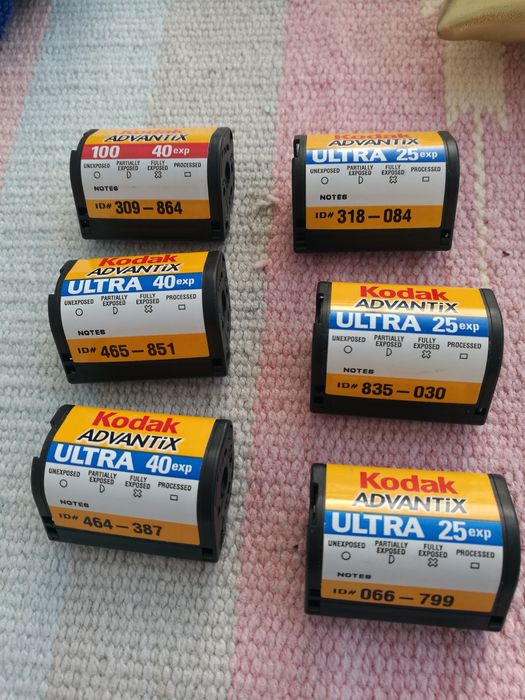 Kodak
ADVANTiX
100 40exp
UNEXPOSED PARTIALLY EXPOSED FULLY EXPOSED PROCESSED
NOTES
ID# 309-864
Kodak
ADVANTiX
ULTRA 40exp
UNEXPOSED PARTIALLY EXPOSED FULLY EXPOSED PROCESSED
NOTES
ID# 465-851
Kodak
ADVANTiX
ULTRA 40exp
UNEXPOSED PARTIALLY EXPOSED FULLY EXPOSED PROCESSED
NOTES
ID# 464-387
Kodak
ADVANTiX
ULTRA 25exp
UNEXPOSED PARTIALLY EXPOSED FULLY EXPOSED PROCESSED
NOTES
ID# 318-084
Kodak
ADVANTiX
ULTRA 25exp
UNEXPOSED PARTIALLY EXPOSED FULLY EXPOSED PROCESSED
NOTES
ID# 835-030
Kodak
ADVANTiX
ULTRA 25exp
UNEXPOSED PARTIALLY EXPOSED FULLY EXPOSED PROCESSED
NOTES
ID# 066-799